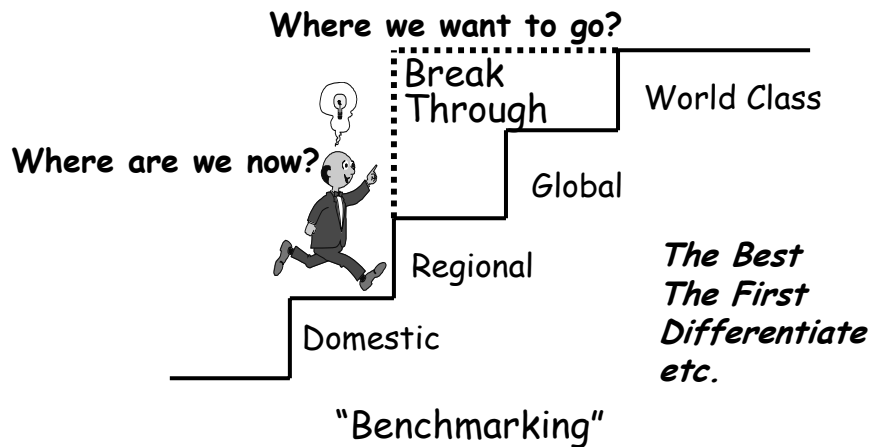 Where we want to go?
Break
Through
World Class
Where are we now?
Global
Regional
The Best
The First
Differentiate
etc.
Domestic
“Benchmarking”